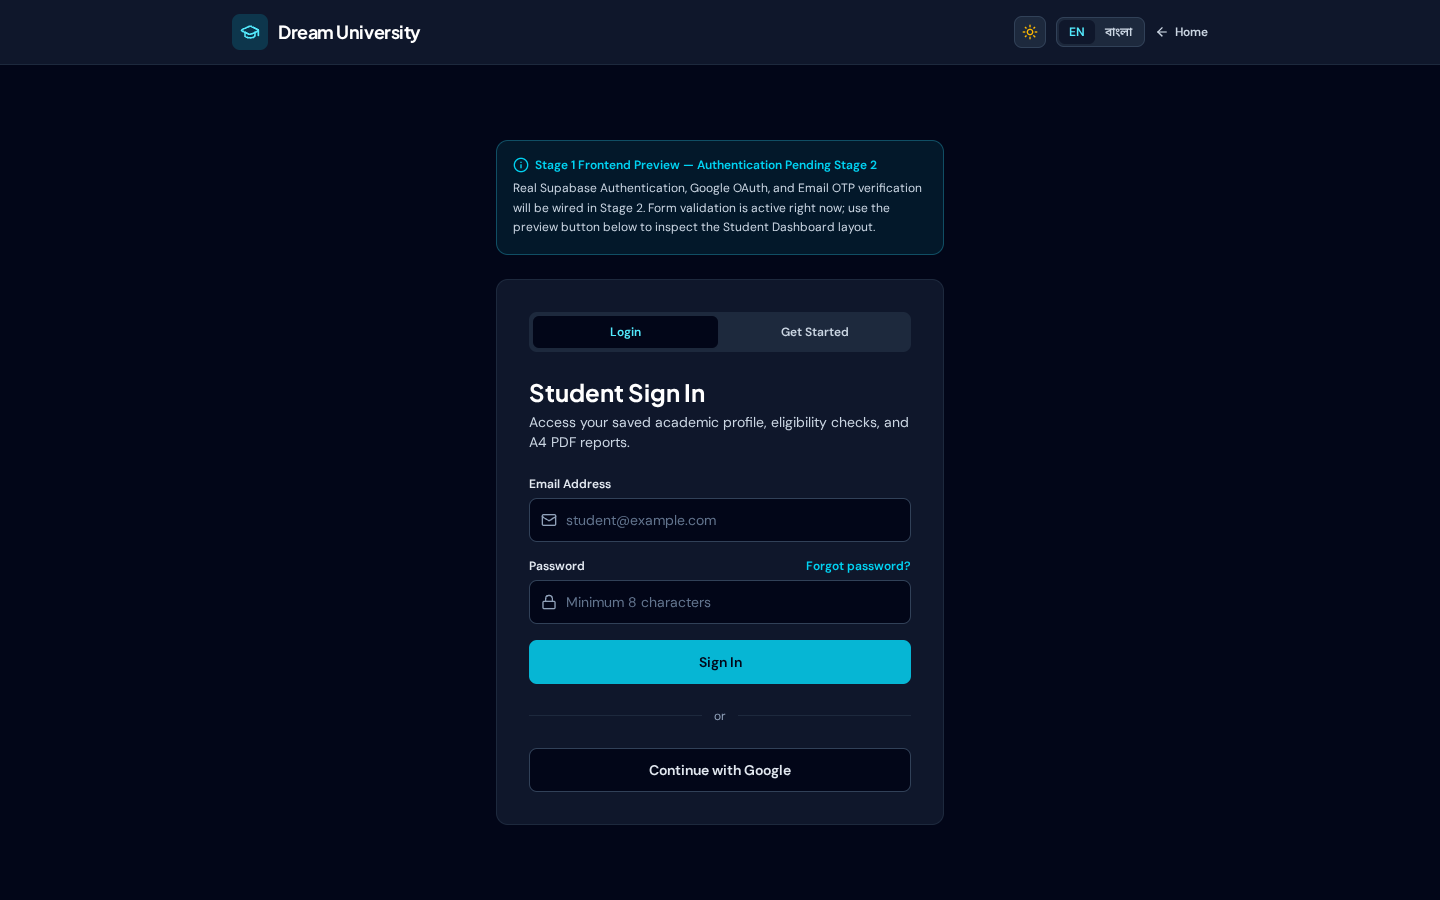 Dream University
EN
বাংলা
Home
Stage 1 Frontend Preview — Authentication Pending Stage 2
Real Supabase Authentication, Google OAuth, and Email OTP verification
will be wired in Stage 2. Form validation is active right now; use the
preview button below to inspect the Student Dashboard layout.
Login
Get Started
Student Sign In
Access your saved academic profile, eligibility checks, and
A4 PDF reports.
Email Address
student@example.com
Password
Forgot password?
Minimum 8 characters
Sign In
or
Continue with Google